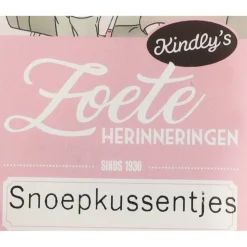 Kindly's
Zoete
HERINNERINGEN
SINDS 1930
Snoepkussentjes